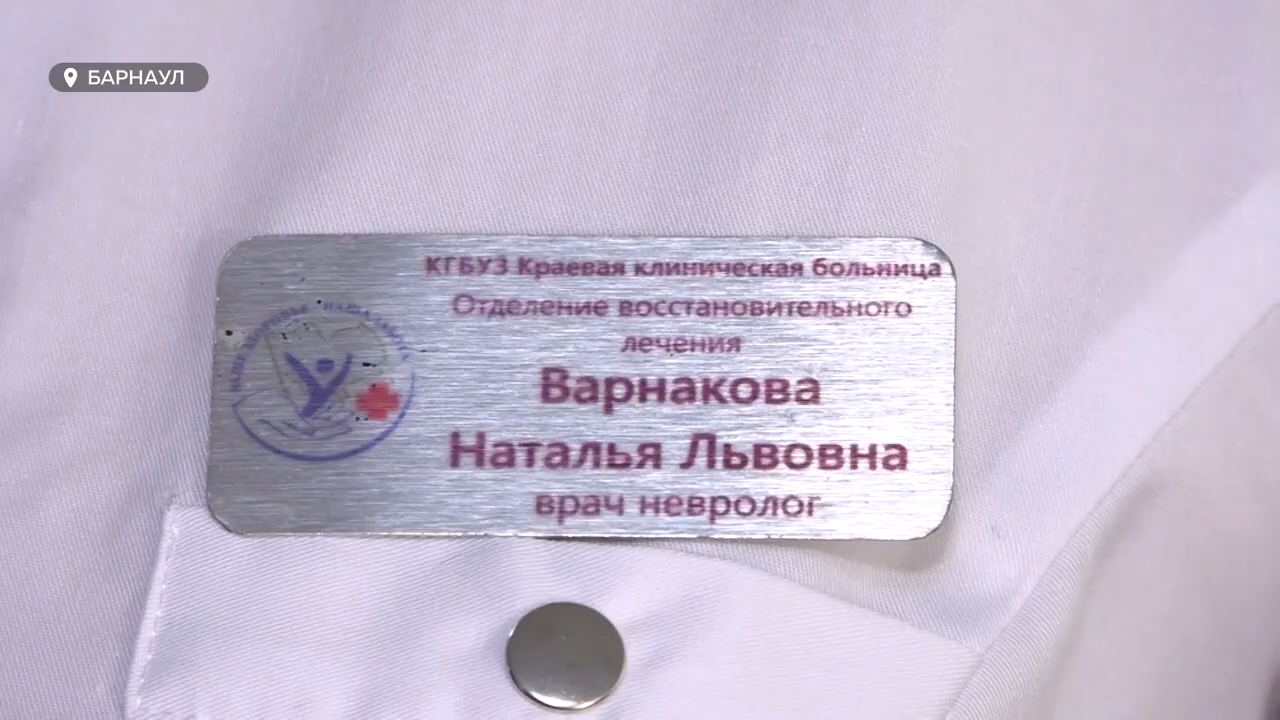 БАРНАУЛ
КГБУЗ Краевая клиническая больница
Отделение восстановительного
лечения
Варнакова
Наталья Львовна
врач невролог